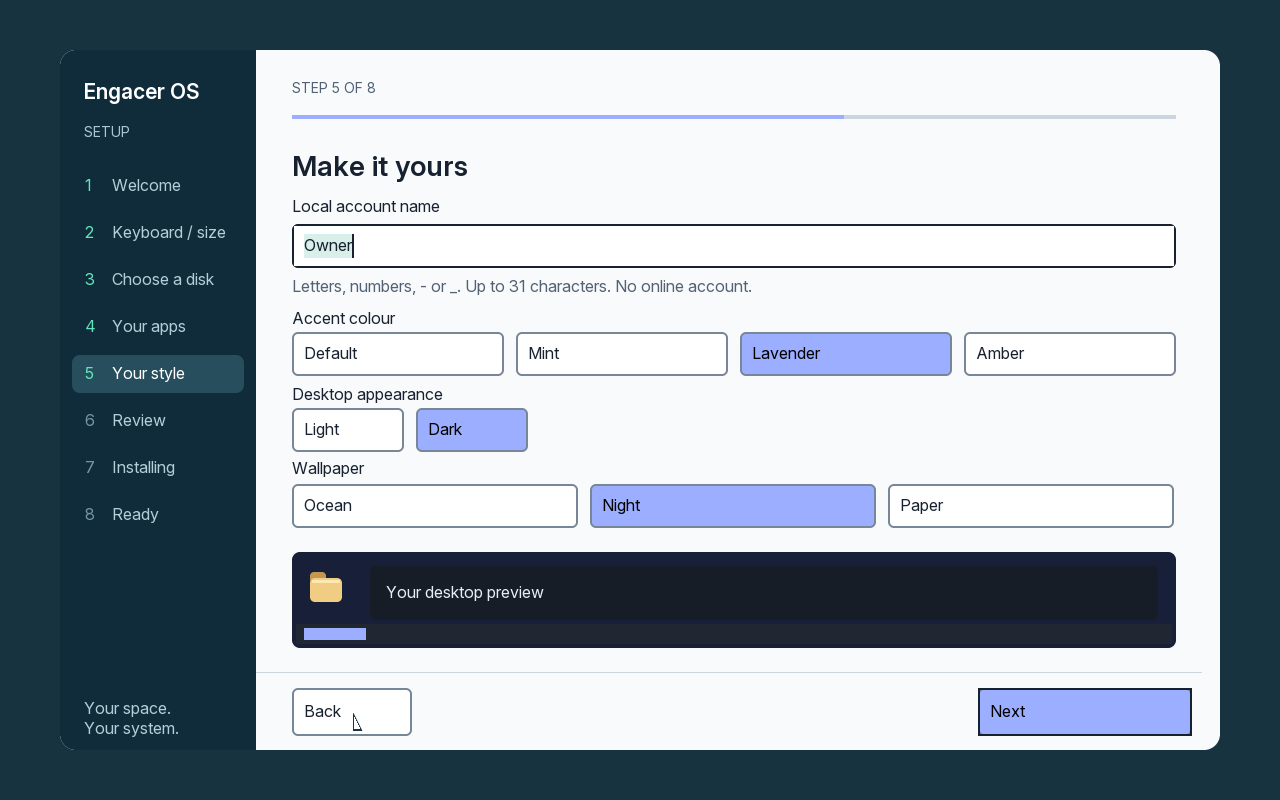 Engacer OS
SETUP
1 Welcome
2 Keyboard / size
3 Choose a disk
4 Your apps
5 Your style
6 Review
7 Installing
8 Ready
Your space.
Your system.
STEP 5 OF 8
Make it yours
Local account name
Owner
Letters, numbers, - or _. Up to 31 characters. No online account.
Accent colour
Default Mint Lavender Amber
Desktop appearance
Light Dark
Wallpaper
Ocean Night Paper
Your desktop preview
Back Next